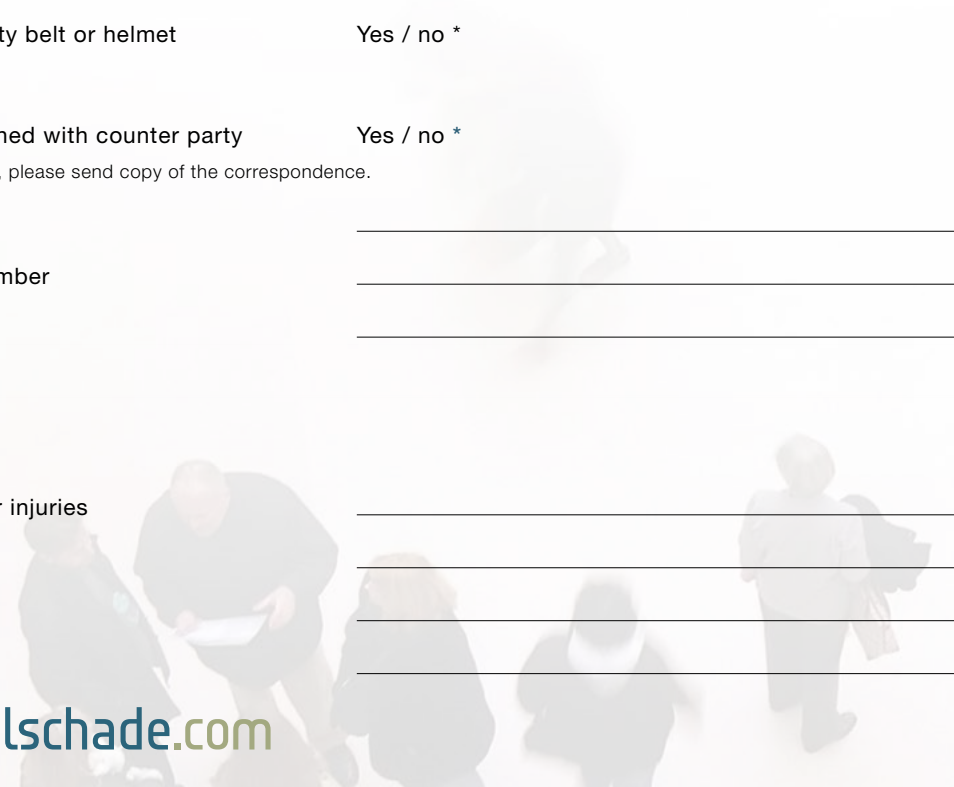 ty belt or helmet Yes / no *
ned with counter party Yes / no *
, please send copy of the correspondence.
mber
r injuries
lschade.com